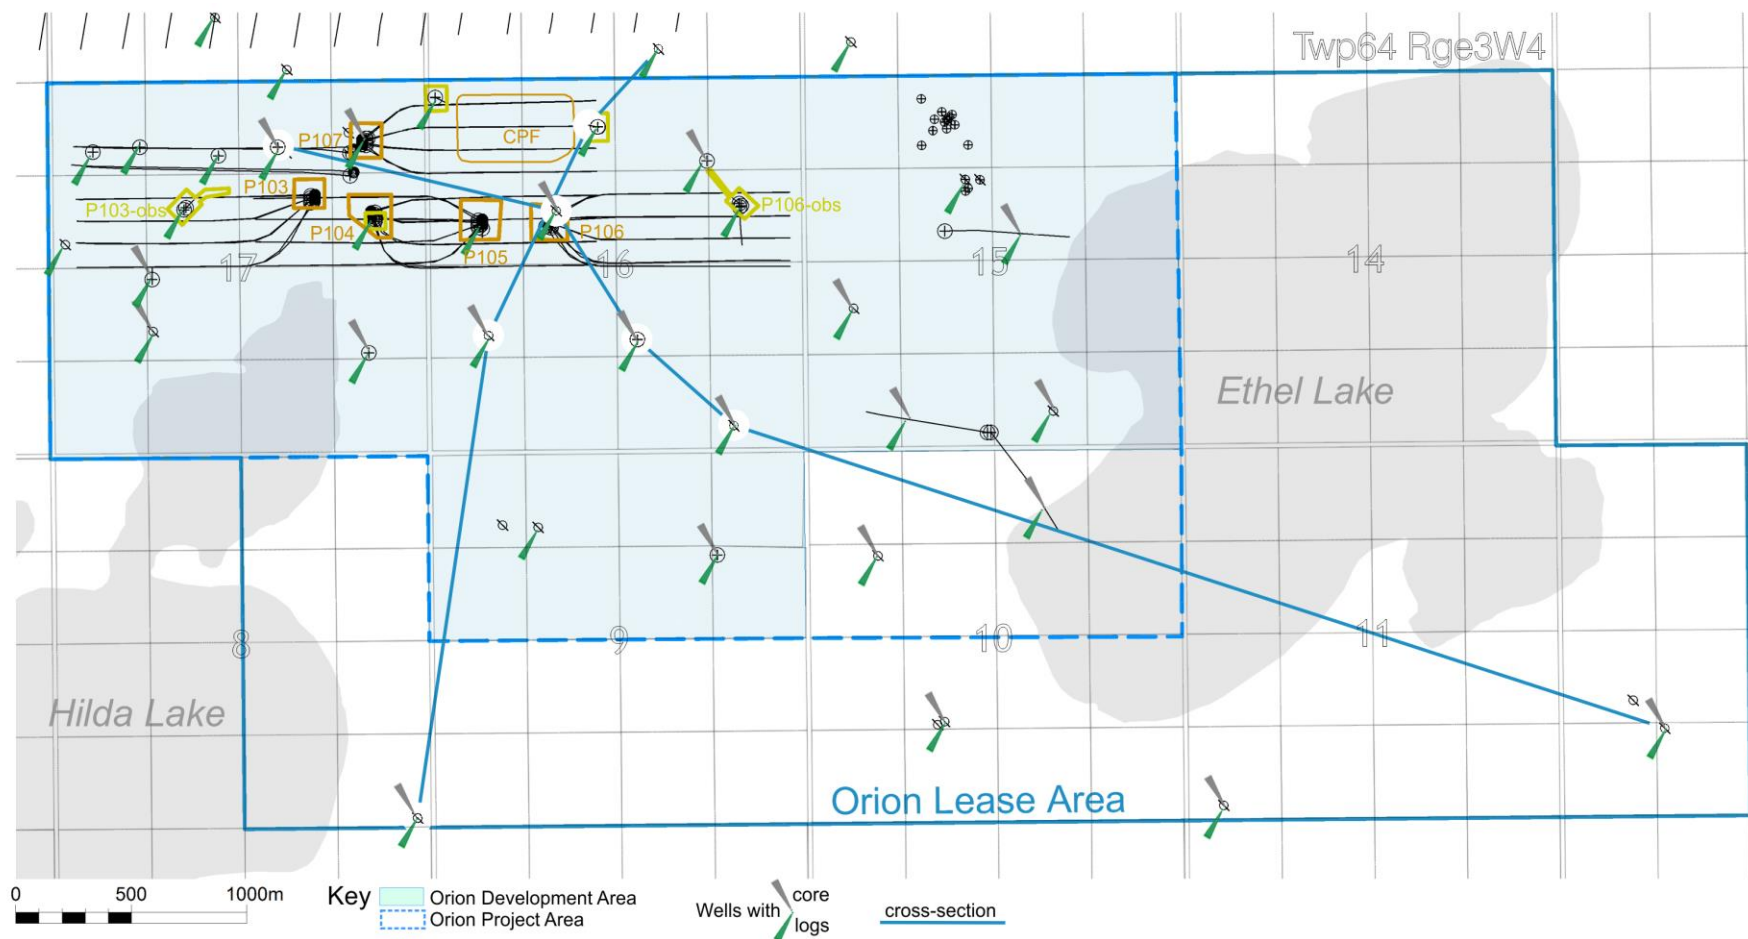 Twp64 Rge3W4
P107
CPF
P103
P103-obs
P106-obs
P104
P106
P105
17
16
15
14
Ethel Lake
8
9
10
11
Hilda Lake
Orion Lease Area
0 500 1000m
Key
Orion Development Area
Orion Project Area
Wells with
core
logs
cross-section